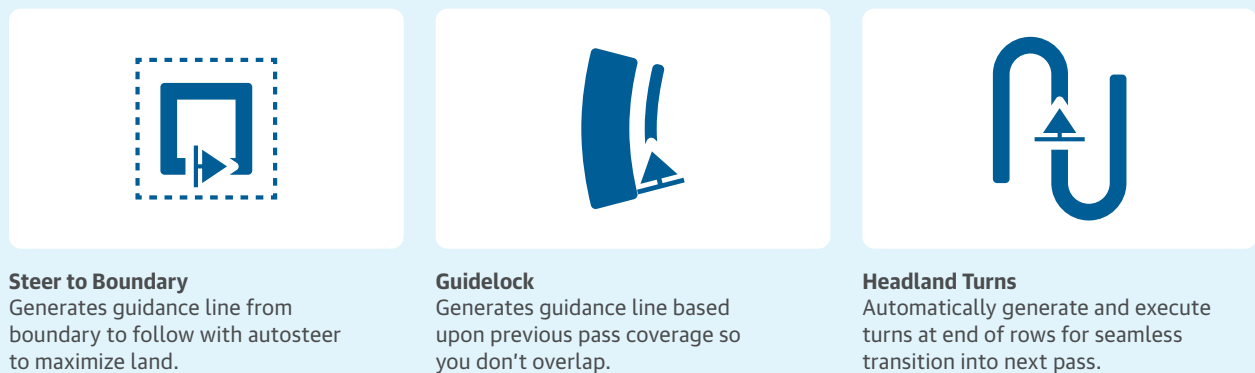 Steer to Boundary
Generates guidance line from
boundary to follow with autosteer
to maximize land.
Guidelock
Generates guidance line based
upon previous pass coverage so
you don't overlap.
Headland Turns
Automatically generate and execute
turns at end of rows for seamless
transition into next pass.